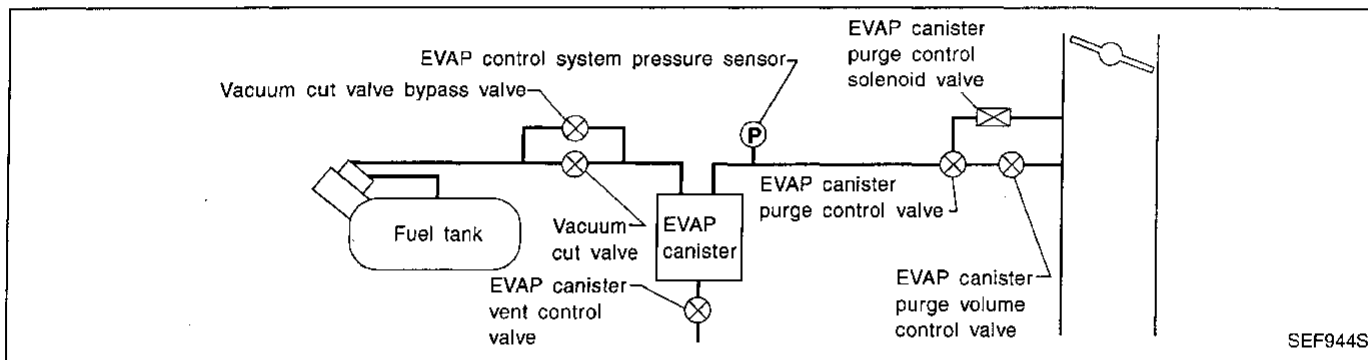 EVAP canister
purge control
solenoid valve
EVAP control system pressure sensor
Vacuum cut valve bypass valve
P
EVAP canister
purge control valve
Fuel tank
Vacuum
cut valve
EVAP
canister
EVAP canister
vent control
valve
EVAP canister
purge volume
control valve
SEF944S